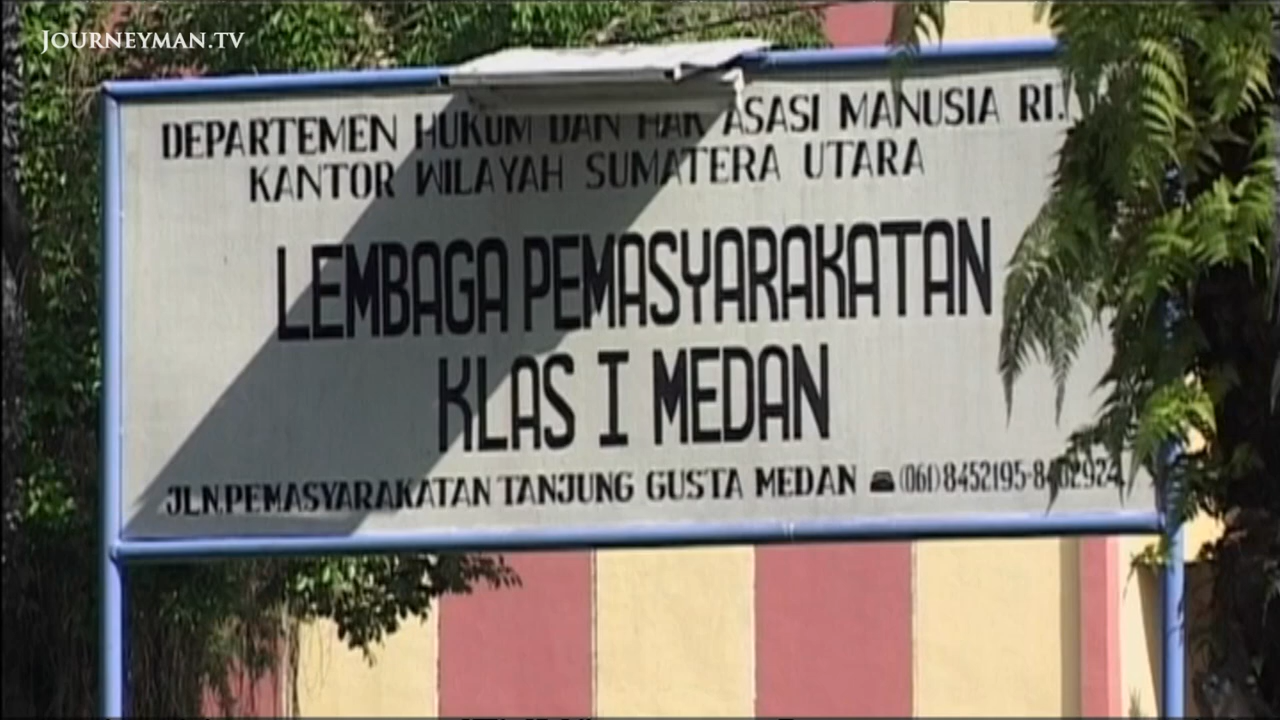 JOURNEYMAN.TV
DEPARTEMEN HUKUM DAN HAK ASASI MANUSIA RI.
KANTOR WILAYAH SUMATERA UTARA
LEMBAGA PEMASYARAKATAN
KLAS I MEDAN
JLN.PEMASYARAKATAN TANJUNG GUSTA MEDAN ☎ (061) 8452195-